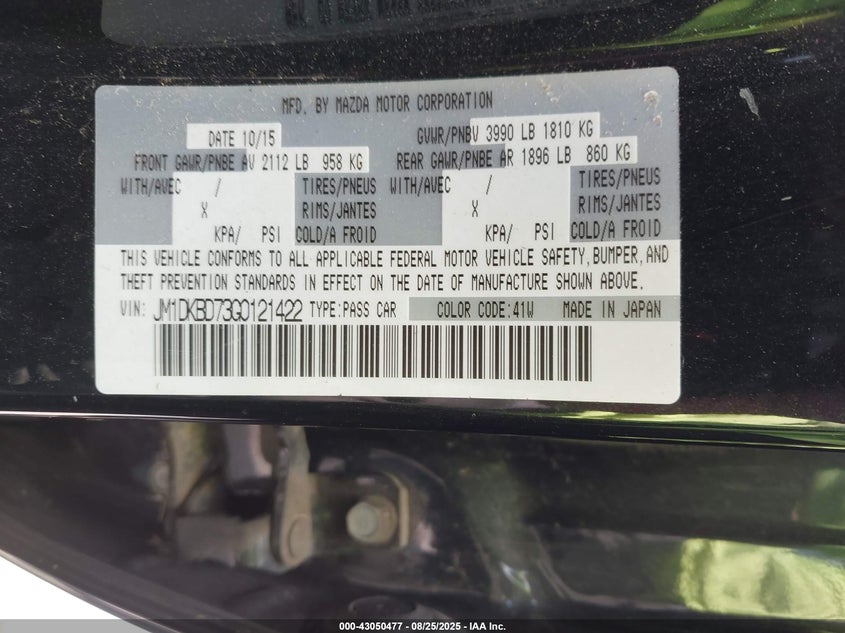 MFD. BY MAZDA MOTOR CORPORATION
DATE 10/15 GVWR/PNBV 3990 LB 1810 KG
FRONT GAWR/PNBE AV 2112 LB 958 KG REAR GAWR/PNBE AR 1896 LB 860 KG
WITH/AVEC / TIRES/PNEUS WITH/AVEC / TIRES/PNEUS
X RIMS/JANTES X RIMS/JANTES
KPA/ PSI COLD/A FROID KPA/ PSI COLD/A FROID
THIS VEHICLE CONFORMS TO ALL APPLICABLE FEDERAL MOTOR VEHICLE SAFETY,BUMPER,AND
THEFT PREVENTION STANDARDS IN EFFECT ON THE DATE OF MANUFACTURE SHOWN ABOVE.
VIN: JM1DKBD73G0121422 TYPE:PASS CAR COLOR CODE:41W MADE IN JAPAN
000-43050477 - 08/25/2025 - IAA Inc.